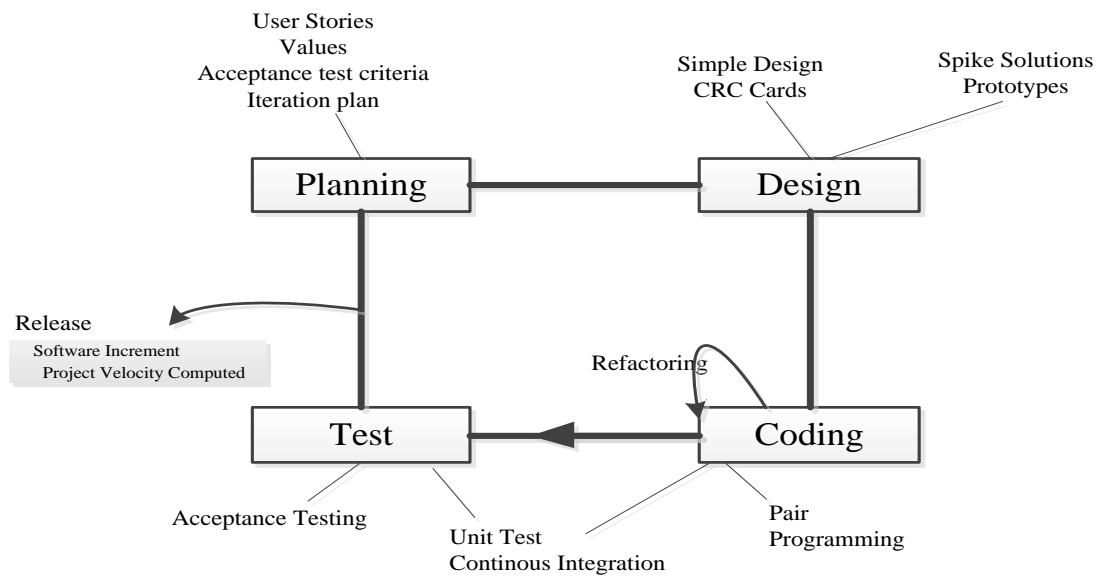 User Stories
Values
Acceptance test criteria
Iteration plan
Simple Design
CRC Cards
Spike Solutions
Prototypes
Planning
Design
Release
Software Increment
Project Velocity Computed
Refactoring
Test
Coding
Acceptance Testing
Unit Test
Continous Integration
Pair
Programming